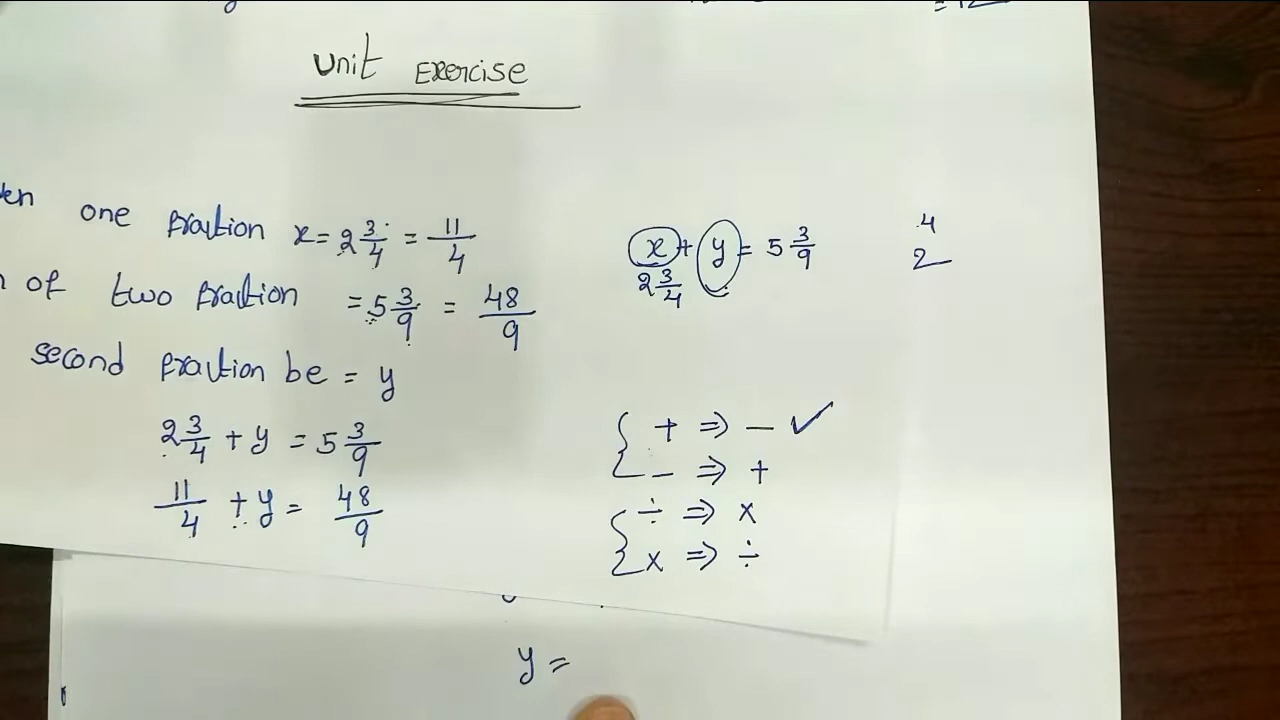 Unit Exercise
one fraction x = 2 3/4 = 11/4
of two fraction = 5 3/9 = 48/9
second fraction be = y
2 3/4 + y = 5 3/9
11/4 + y = 48/9
x + y = 5 3/9
2 3/4
4
2
+ ⇒ − ✓
− ⇒ +
÷ ⇒ ×
× ⇒ ÷
y =